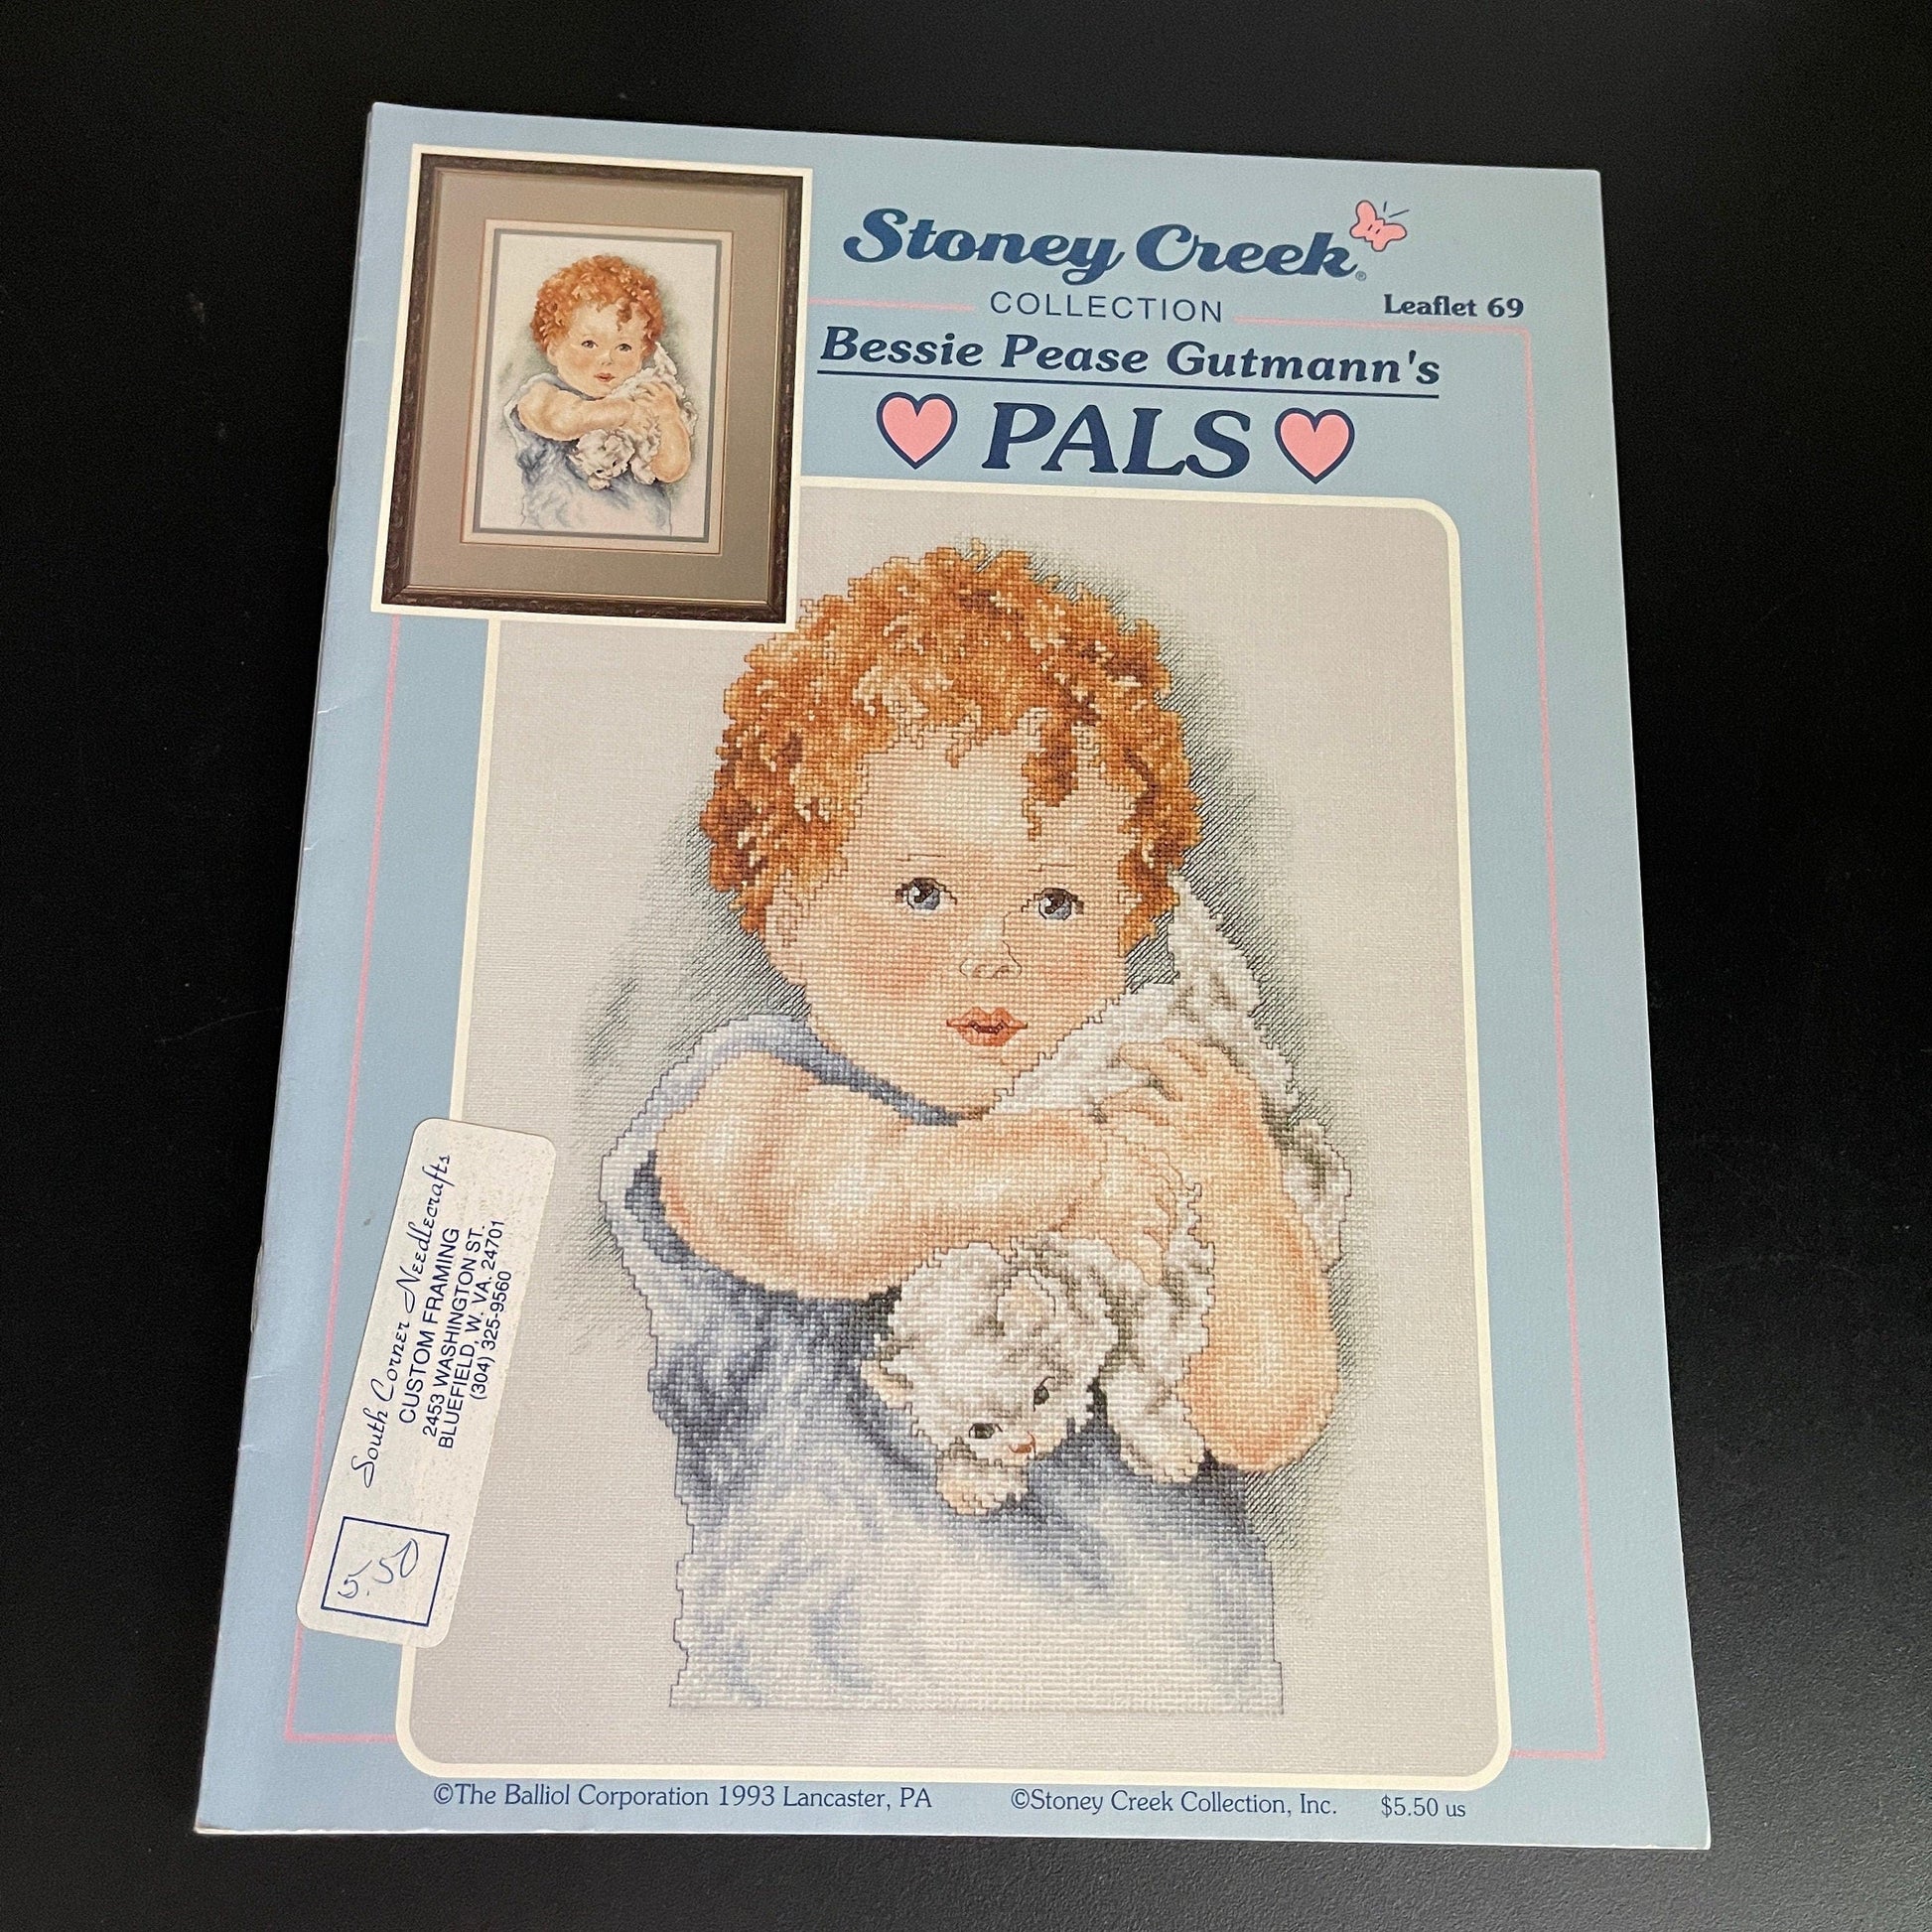 Stoney Creek®
COLLECTION
Leaflet 69
Bessie Pease Gutmann's
PALS
South Corner Needlecrafts
CUSTOM FRAMING
2453 WASHINGTON ST.
BLUEFIELD, W. VA. 24701
(304) 325-9560
5.50
©The Balliol Corporation 1993 Lancaster, PA
©Stoney Creek Collection, Inc.
$5.50 us